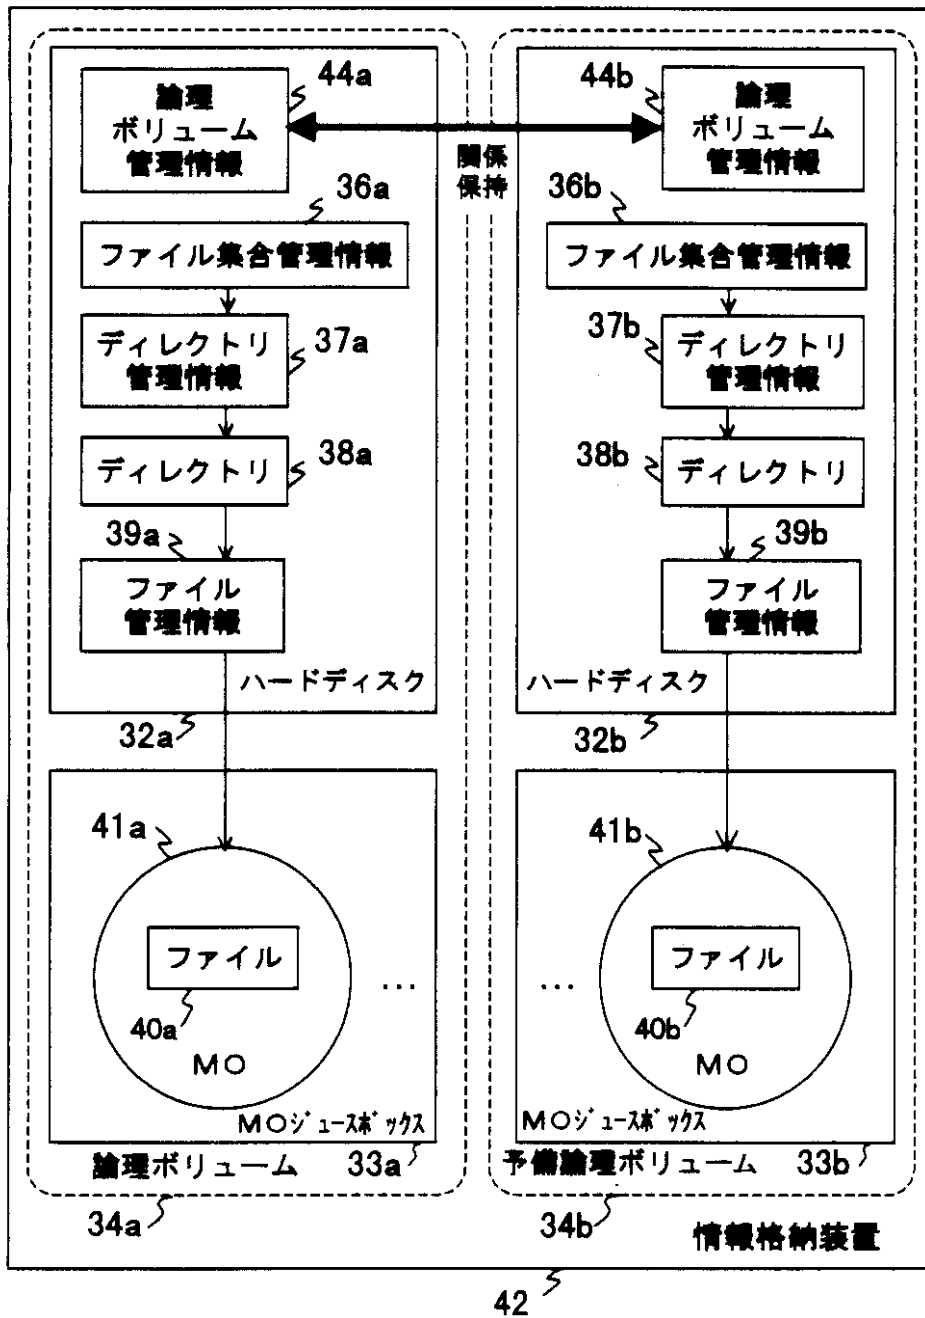 44a
論理
ボリューム
管理情報
44b
論理
ボリューム
管理情報
関係
保持
36a
ファイル集合管理情報
36b
ファイル集合管理情報
ディレクトリ
管理情報
37a
37b
ディレクトリ
管理情報
ディレクトリ
38a
38b
ディレクトリ
39a
ファイル
管理情報
39b
ファイル
管理情報
ハードディスク
ハードディスク
32a
32b
41a
41b
ファイル
ファイル
...
...
40a
40b
MO
MO
MOジュースボックス
MOジュースボックス
論理ボリューム
33a
予備論理ボリューム
33b
34a
34b
情報格納装置
42